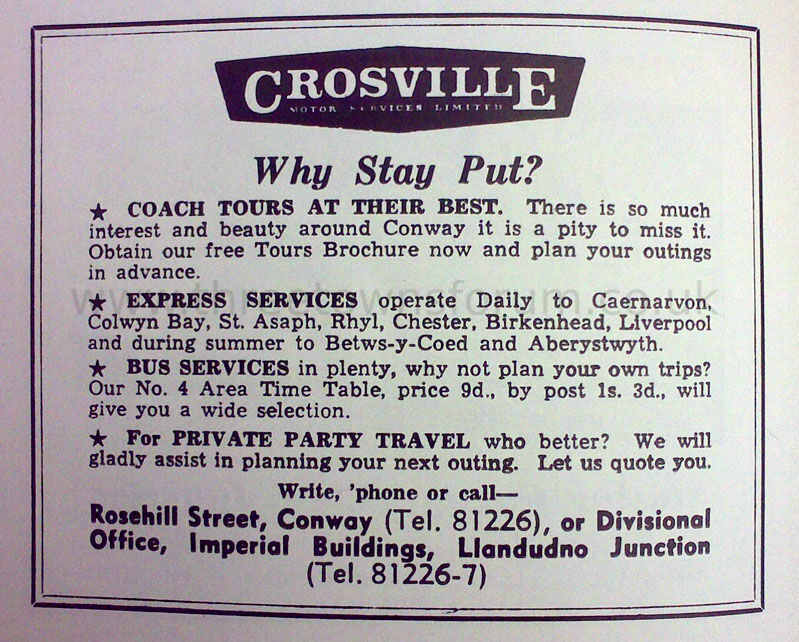 CROSVILLE
MOTOR SERVICES LIMITED
Why Stay Put?
★ COACH TOURS AT THEIR BEST. There is so much
interest and beauty around Conway it is a pity to miss it.
Obtain our free Tours Brochure now and plan your outings
in advance.
www.threetownsforum.co.uk
★ EXPRESS SERVICES operate Daily to Caernarvon,
Colwyn Bay, St. Asaph, Rhyl, Chester, Birkenhead, Liverpool
and during summer to Betws-y-Coed and Aberystwyth.
★ BUS SERVICES in plenty, why not plan your own trips?
Our No. 4 Area Time Table, price 9d., by post 1s. 3d., will
give you a wide selection.
★ For PRIVATE PARTY TRAVEL who better? We will
gladly assist in planning your next outing. Let us quote you.
Write, 'phone or call—
Rosehill Street, Conway (Tel. 81226), or Divisional
Office, Imperial Buildings, Llandudno Junction
(Tel. 81226-7)